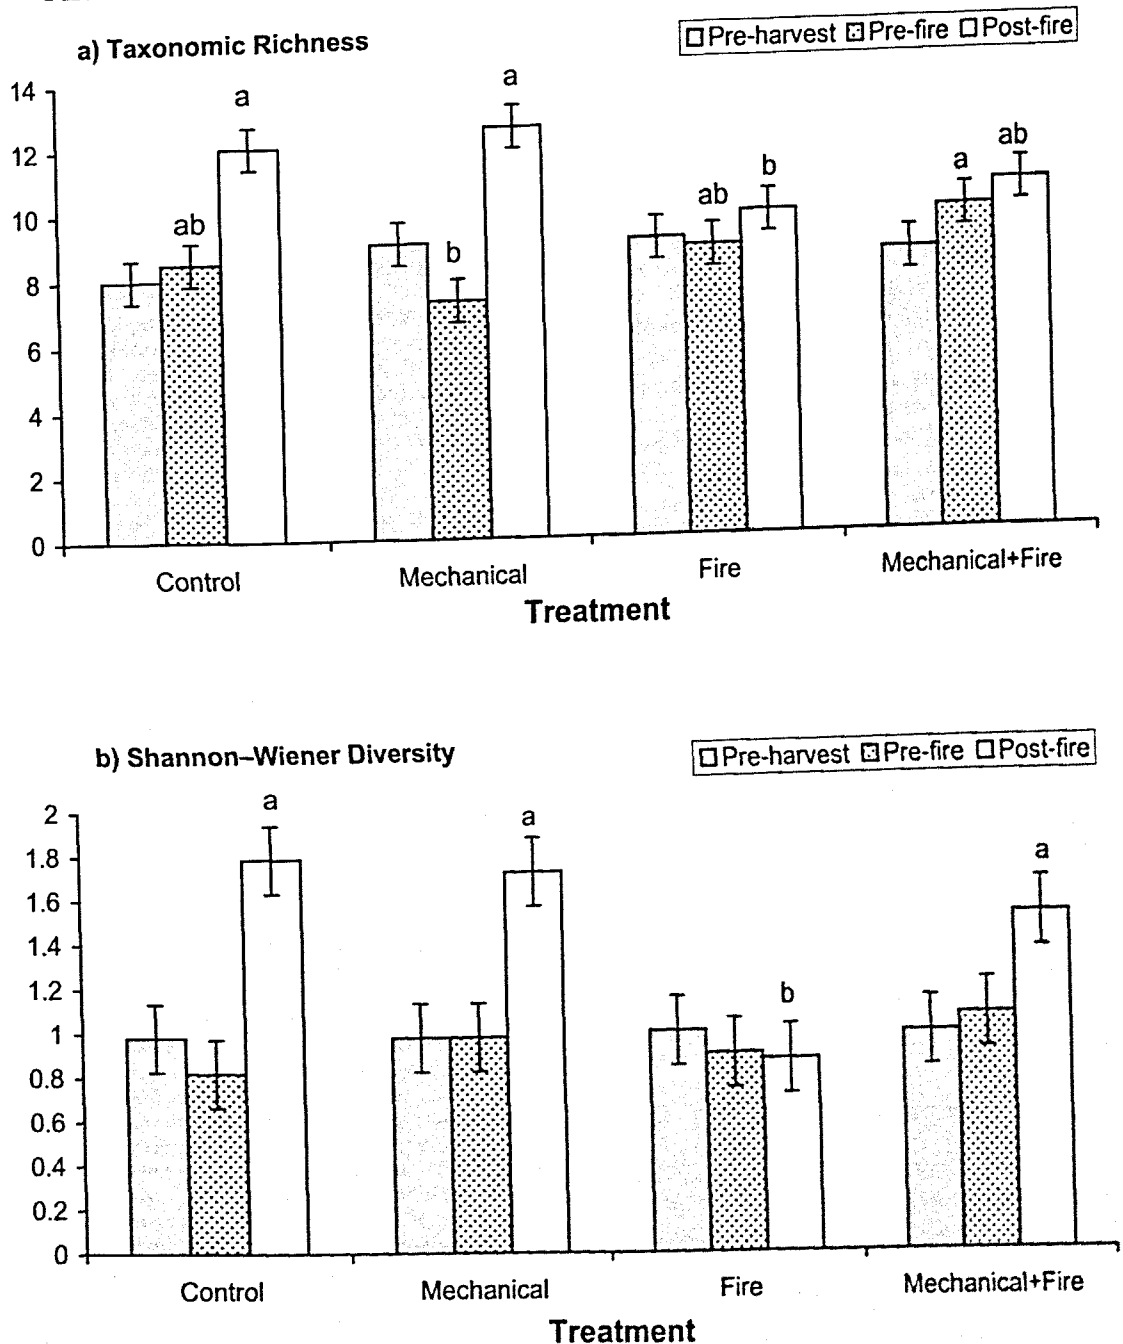 a) Taxonomic Richness
Pre-harvest Pre-fire Post-fire
14
12
10
8
6
4
2
0
a
ab
a
b
b
ab
ab
a
Control Mechanical Fire Mechanical+Fire
Treatment
b) Shannon–Wiener Diversity
Pre-harvest Pre-fire Post-fire
2
1.8
1.6
1.4
1.2
1
0.8
0.6
0.4
0.2
0
a
a
b
a
Control Mechanical Fire Mechanical+Fire
Treatment